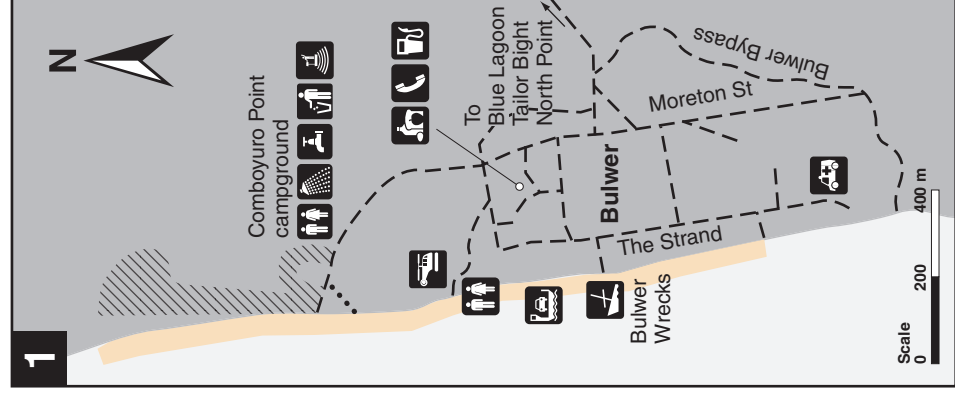 1
N
Comboyuro Point
campground
To
Blue Lagoon
Tailor Bight
North Point
Bulwer Bypass
Moreton St
Bulwer
The Strand
Bulwer
Wrecks
Scale
0 200 400 m